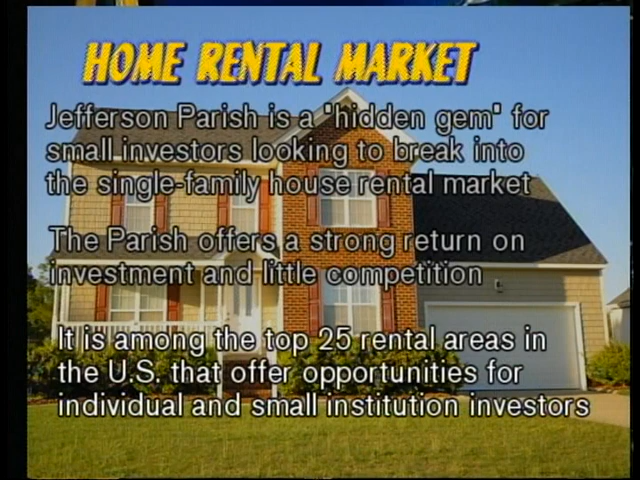 HOME RENTAL MARKET
Jefferson Parish is a "hidden gem" for
small investors looking to break into
the single-family house rental market
The Parish offers a strong return on
investment and little competition
It is among the top 25 rental areas in
the U.S. that offer opportunities for
individual and small institution investors